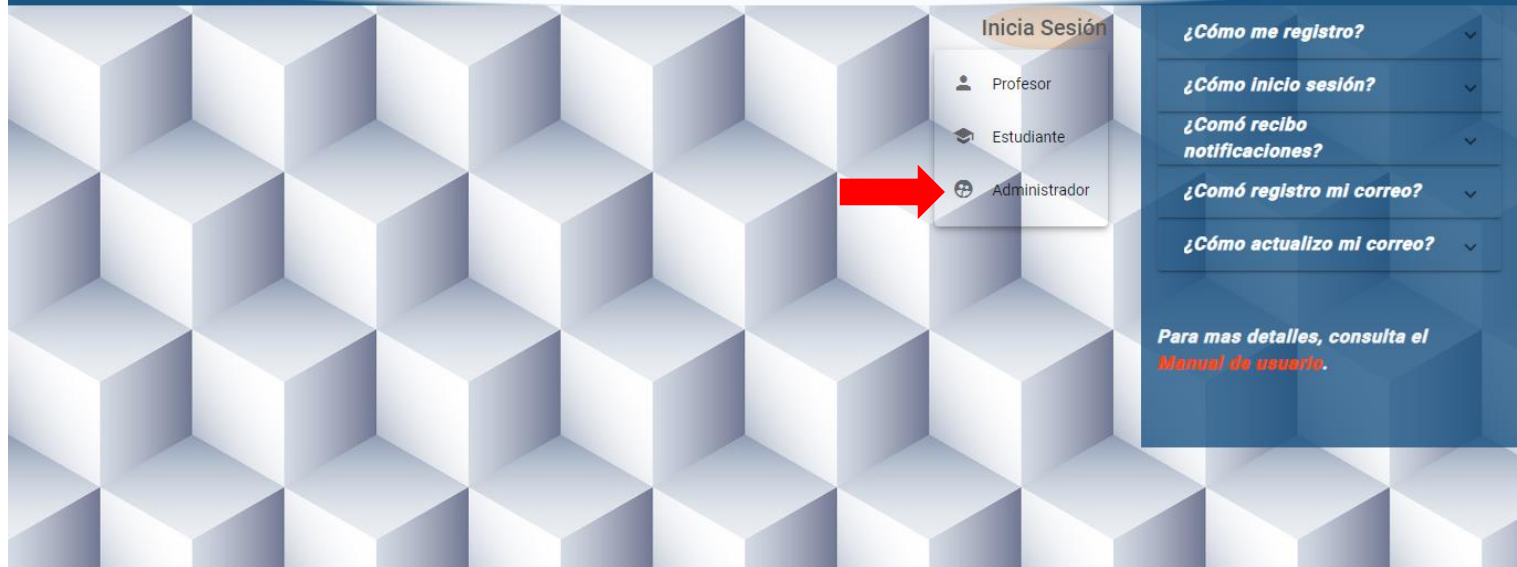 Inicia Sesión
Profesor
Estudiante
Administrador
¿Cómo me registro?
¿Cómo inicio sesión?
¿Comó recibo
notificaciones?
¿Comó registro mi correo?
¿Cómo actualizo mi correo?
Para mas detalles, consulta el
Manual de usuario.